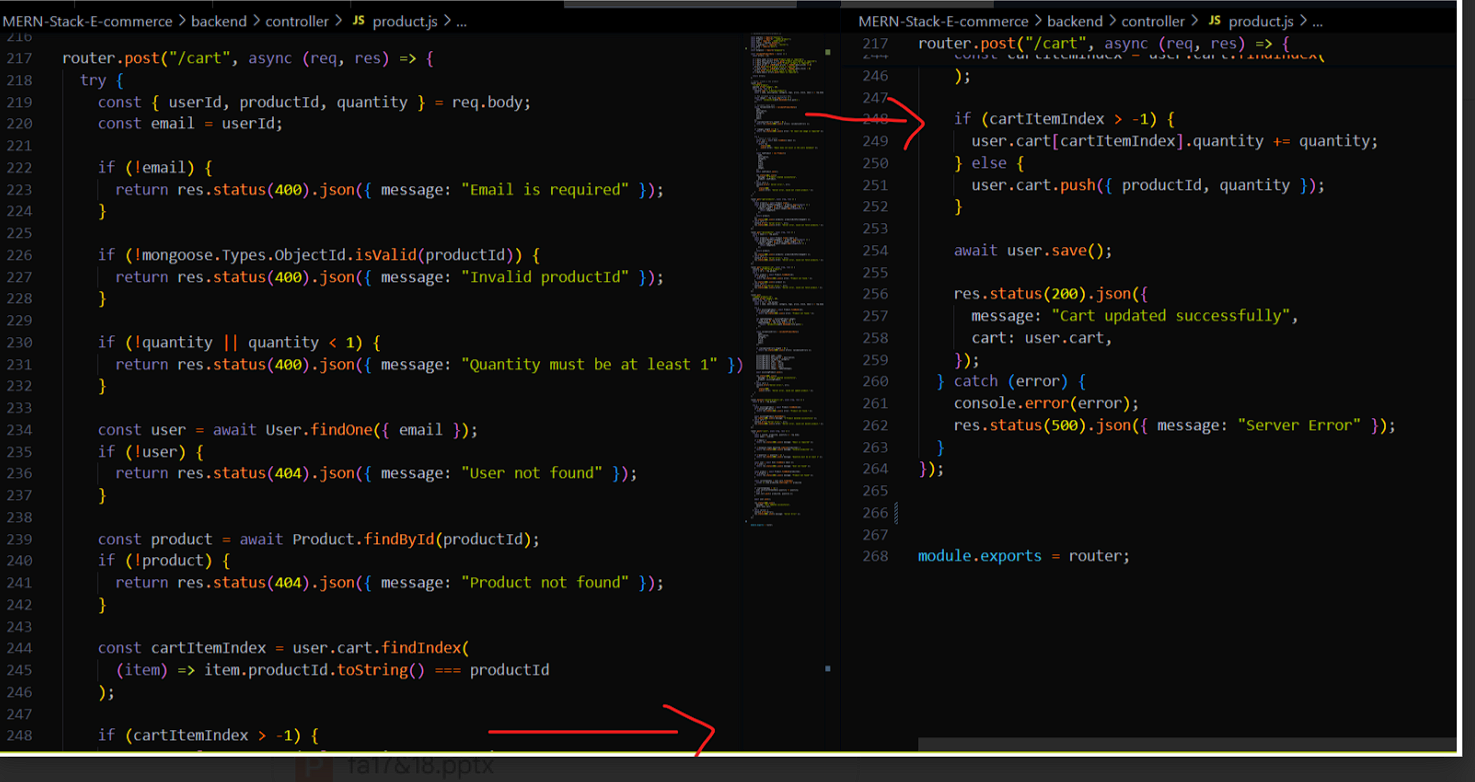 MERN-Stack-E-commerce > backend > controller > JS product.js > ...
216
217 router.post("/cart", async (req, res) => {
218 try {
219 const { userId, productId, quantity } = req.body;
220 const email = userId;
221
222 if (!email) {
223 return res.status(400).json({ message: "Email is required" });
224 }
225
226 if (!mongoose.Types.ObjectId.isValid(productId)) {
227 return res.status(400).json({ message: "Invalid productId" });
228 }
229
230 if (!quantity || quantity < 1) {
231 return res.status(400).json({ message: "Quantity must be at least 1" })
232 }
233
234 const user = await User.findOne({ email });
235 if (!user) {
236 return res.status(404).json({ message: "User not found" });
237 }
238
239 const product = await Product.findById(productId);
240 if (!product) {
241 return res.status(404).json({ message: "Product not found" });
242 }
243
244 const cartItemIndex = user.cart.findIndex(
245 (item) => item.productId.toString() === productId
246 );
247
248 if (cartItemIndex > -1) {
MERN-Stack-E-commerce > backend > controller > JS product.js > ...
217 router.post("/cart", async (req, res) => {
244 const cartItemIndex = user.cart.findIndex(
246 );
247
248 if (cartItemIndex > -1) {
249 user.cart[cartItemIndex].quantity += quantity;
250 } else {
251 user.cart.push({ productId, quantity });
252 }
253
254 await user.save();
255
256 res.status(200).json({
257 message: "Cart updated successfully",
258 cart: user.cart,
259 });
260 } catch (error) {
261 console.error(error);
262 res.status(500).json({ message: "Server Error" });
263 }
264 });
265
266
267
268 module.exports = router;
fa17&18.pptx